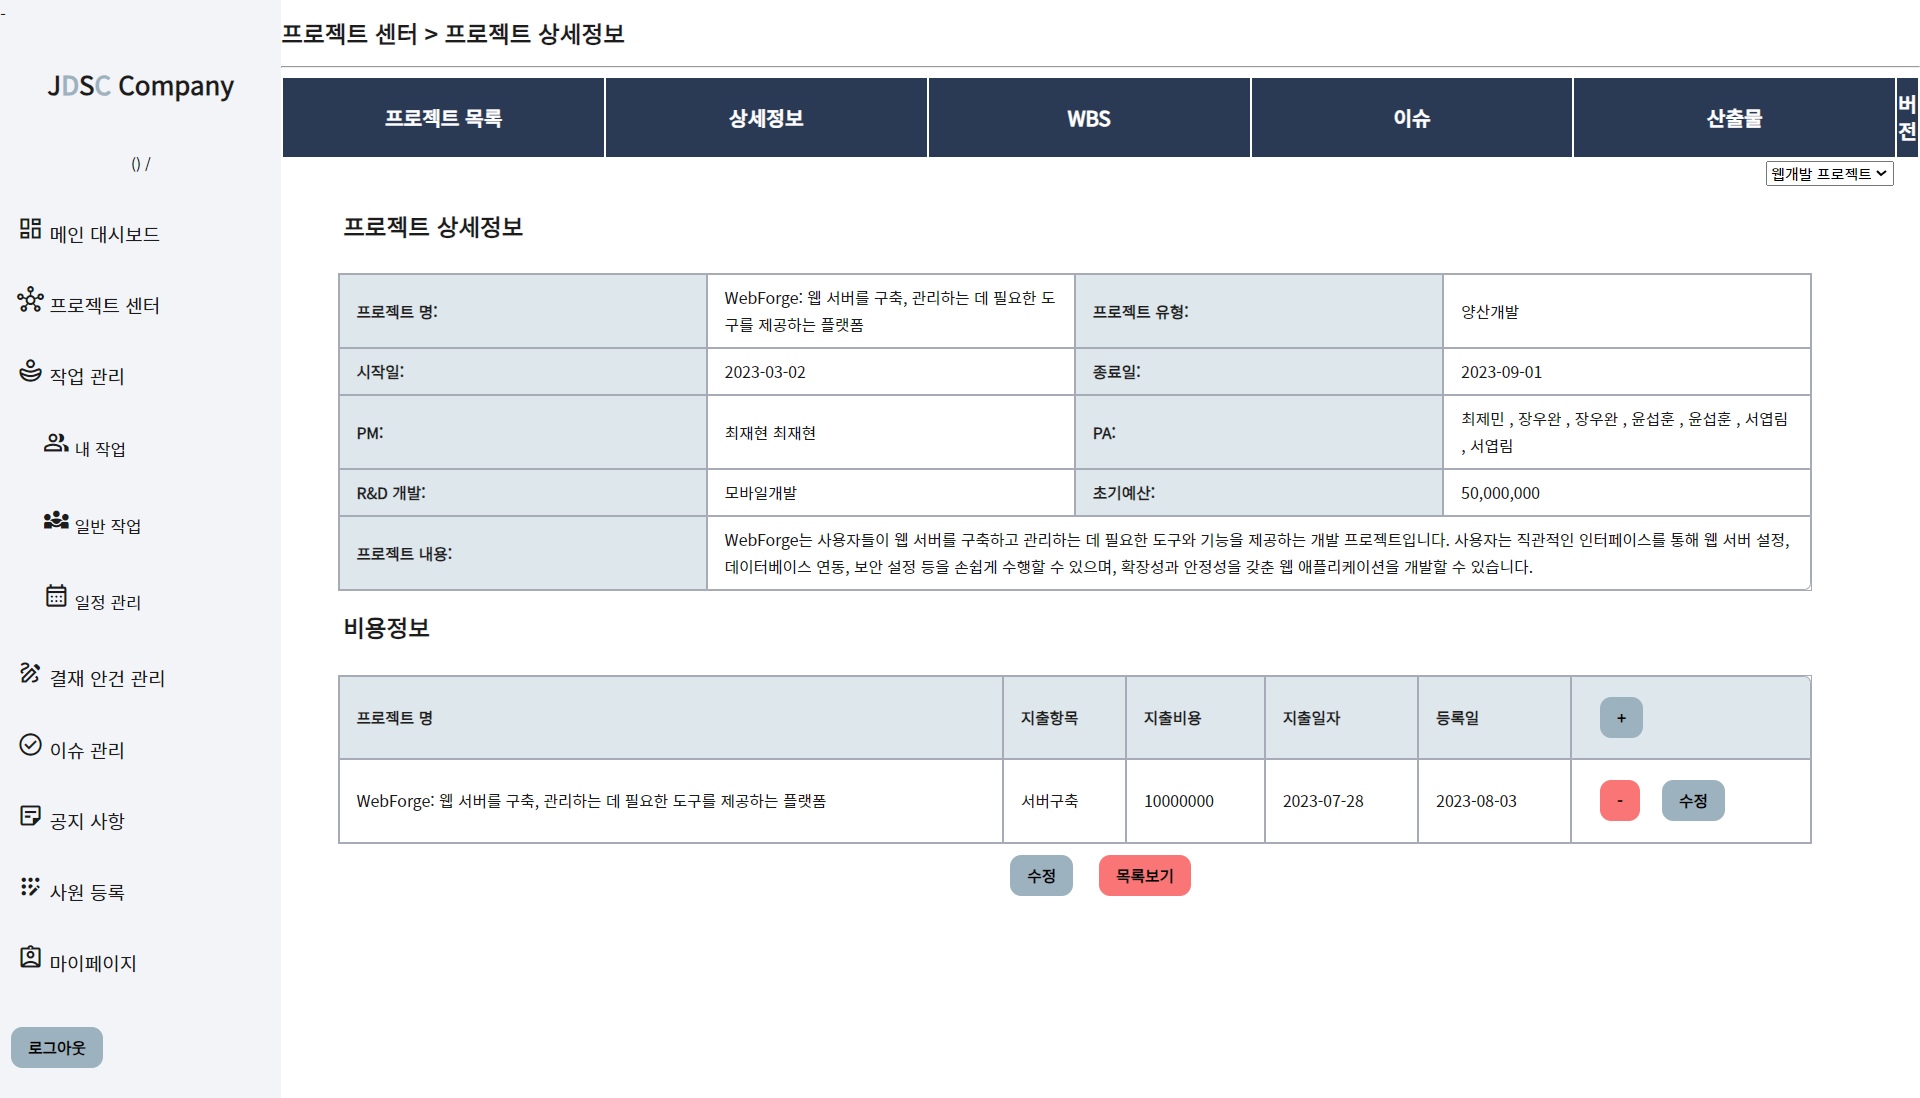 -
JDSC Company
() /
메인 대시보드
프로젝트 센터
작업 관리
내 작업
일반 작업
일정 관리
결재 안건 관리
이슈 관리
공지 사항
사원 등록
마이페이지
로그아웃
프로젝트 센터 > 프로젝트 상세정보
프로젝트 목록 상세정보 WBS 이슈 산출물 버전
웹개발 프로젝트
프로젝트 상세정보
프로젝트 명:
WebForge: 웹 서버를 구축, 관리하는 데 필요한 도
구를 제공하는 플랫폼
프로젝트 유형:
양산개발
시작일:
2023-03-02
종료일:
2023-09-01
PM:
최재현 최재현
PA:
최제민 , 장우완 , 장우완 , 윤섭훈 , 윤섭훈 , 서엽림
, 서엽림
R&D 개발:
모바일개발
초기예산:
50,000,000
프로젝트 내용:
WebForge는 사용자들이 웹 서버를 구축하고 관리하는 데 필요한 도구와 기능을 제공하는 개발 프로젝트입니다. 사용자는 직관적인 인터페이스를 통해 웹 서버 설정,
데이터베이스 연동, 보안 설정 등을 손쉽게 수행할 수 있으며, 확장성과 안정성을 갖춘 웹 애플리케이션을 개발할 수 있습니다.
비용정보
프로젝트 명 지출항목 지출비용 지출일자 등록일 +
WebForge: 웹 서버를 구축, 관리하는 데 필요한 도구를 제공하는 플랫폼 서버구축 10000000 2023-07-28 2023-08-03 - 수정
수정 목록보기